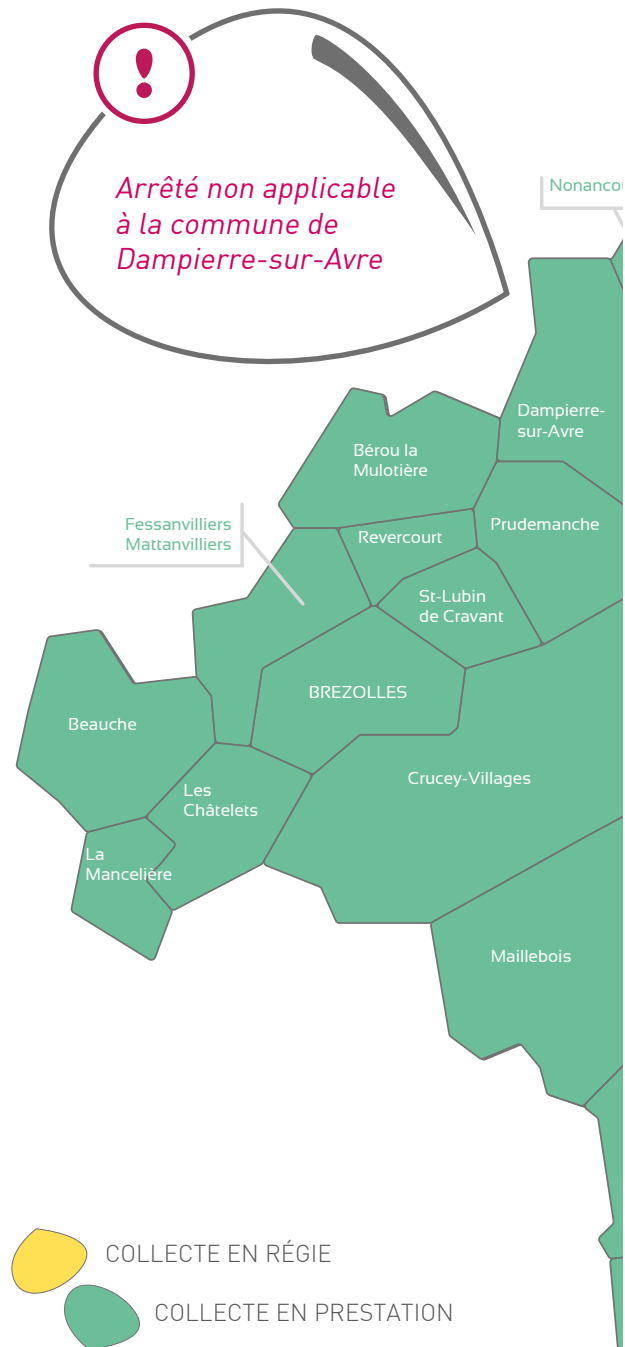 !
Arrêté non applicable
à la commune de
Dampierre-sur-Avre
Dampierre-
sur-Avre
Bérou la
Mulotière
Fessanvilliers
Mattanvilliers
Revercourt
Prudemanche
St-Lubin
de Cravant
BREZOLLES
Beauche
Crucey-Villages
Les
Châtelets
La
Mancelière
Maillebois
COLLECTE EN RÉGIE
COLLECTE EN PRESTATION